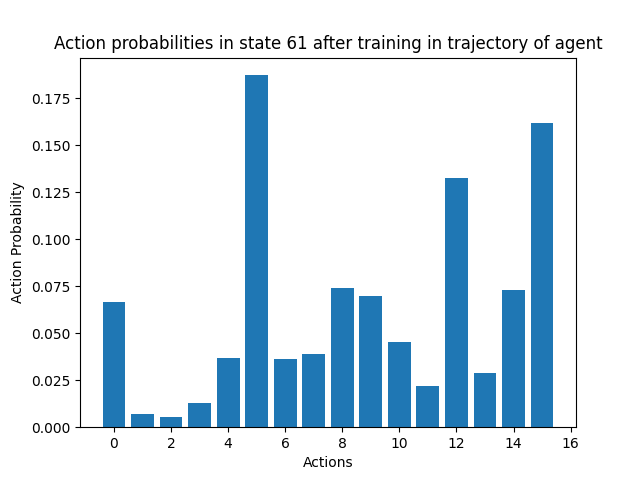 Action probabilities in state 61 after training in trajectory of agent
Action Probability
0.175
0.150
0.125
0.100
0.075
0.050
0.025
0.000
0 2 4 6 8 10 12 14 16
Actions